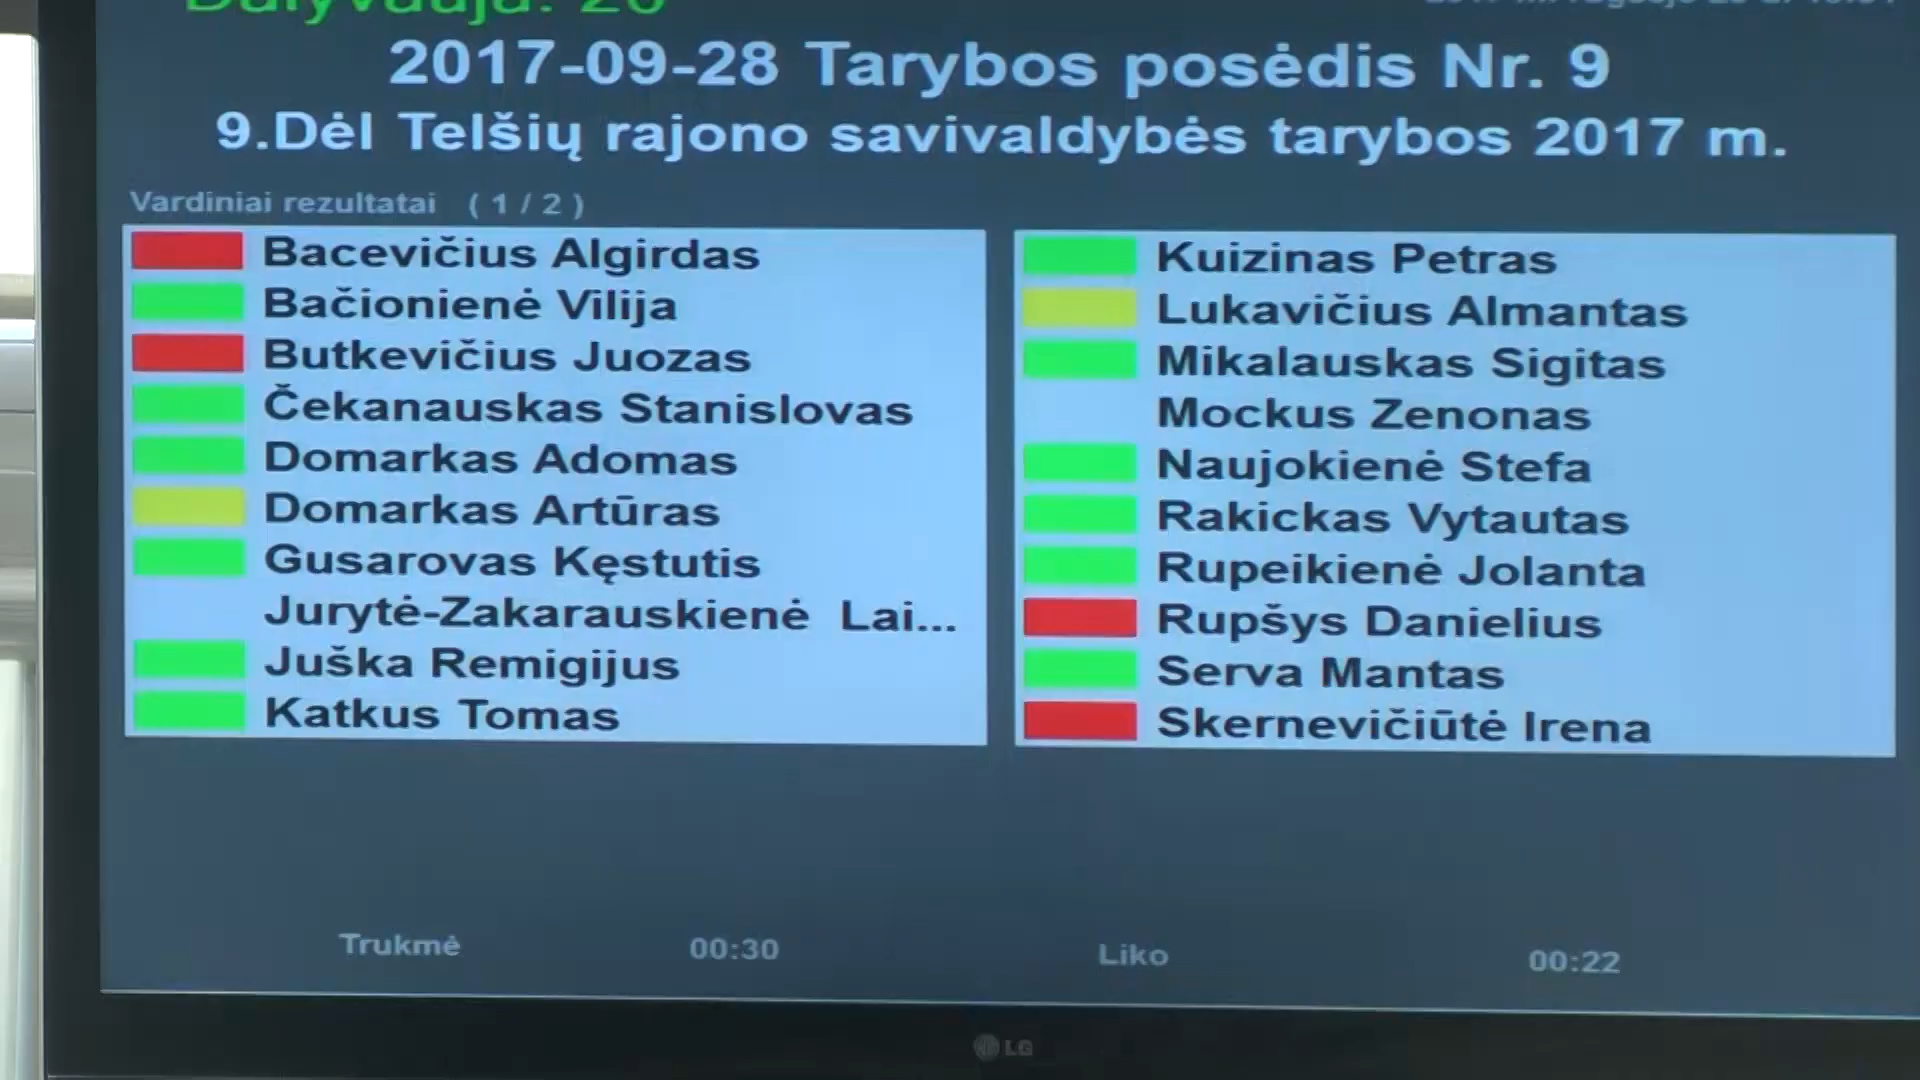 Dalyvauja: 26
2017-09-28 Tarybos posėdis Nr. 9
9.Dėl Telšių rajono savivaldybės tarybos 2017 m.
Vardiniai rezultatai ( 1 / 2 )
Bacevičius Algirdas
Bačionienė Vilija
Butkevičius Juozas
Čekanauskas Stanislovas
Domarkas Adomas
Domarkas Artūras
Gusarovas Kęstutis
Jurytė-Zakarauskienė Lai...
Juška Remigijus
Katkus Tomas
Kuizinas Petras
Lukavičius Almantas
Mikalauskas Sigitas
Mockus Zenonas
Naujokienė Stefa
Rakickas Vytautas
Rupeikienė Jolanta
Rupšys Danielius
Serva Mantas
Skernevičiūtė Irena
Trukmė 00:30 Liko 00:22
LG